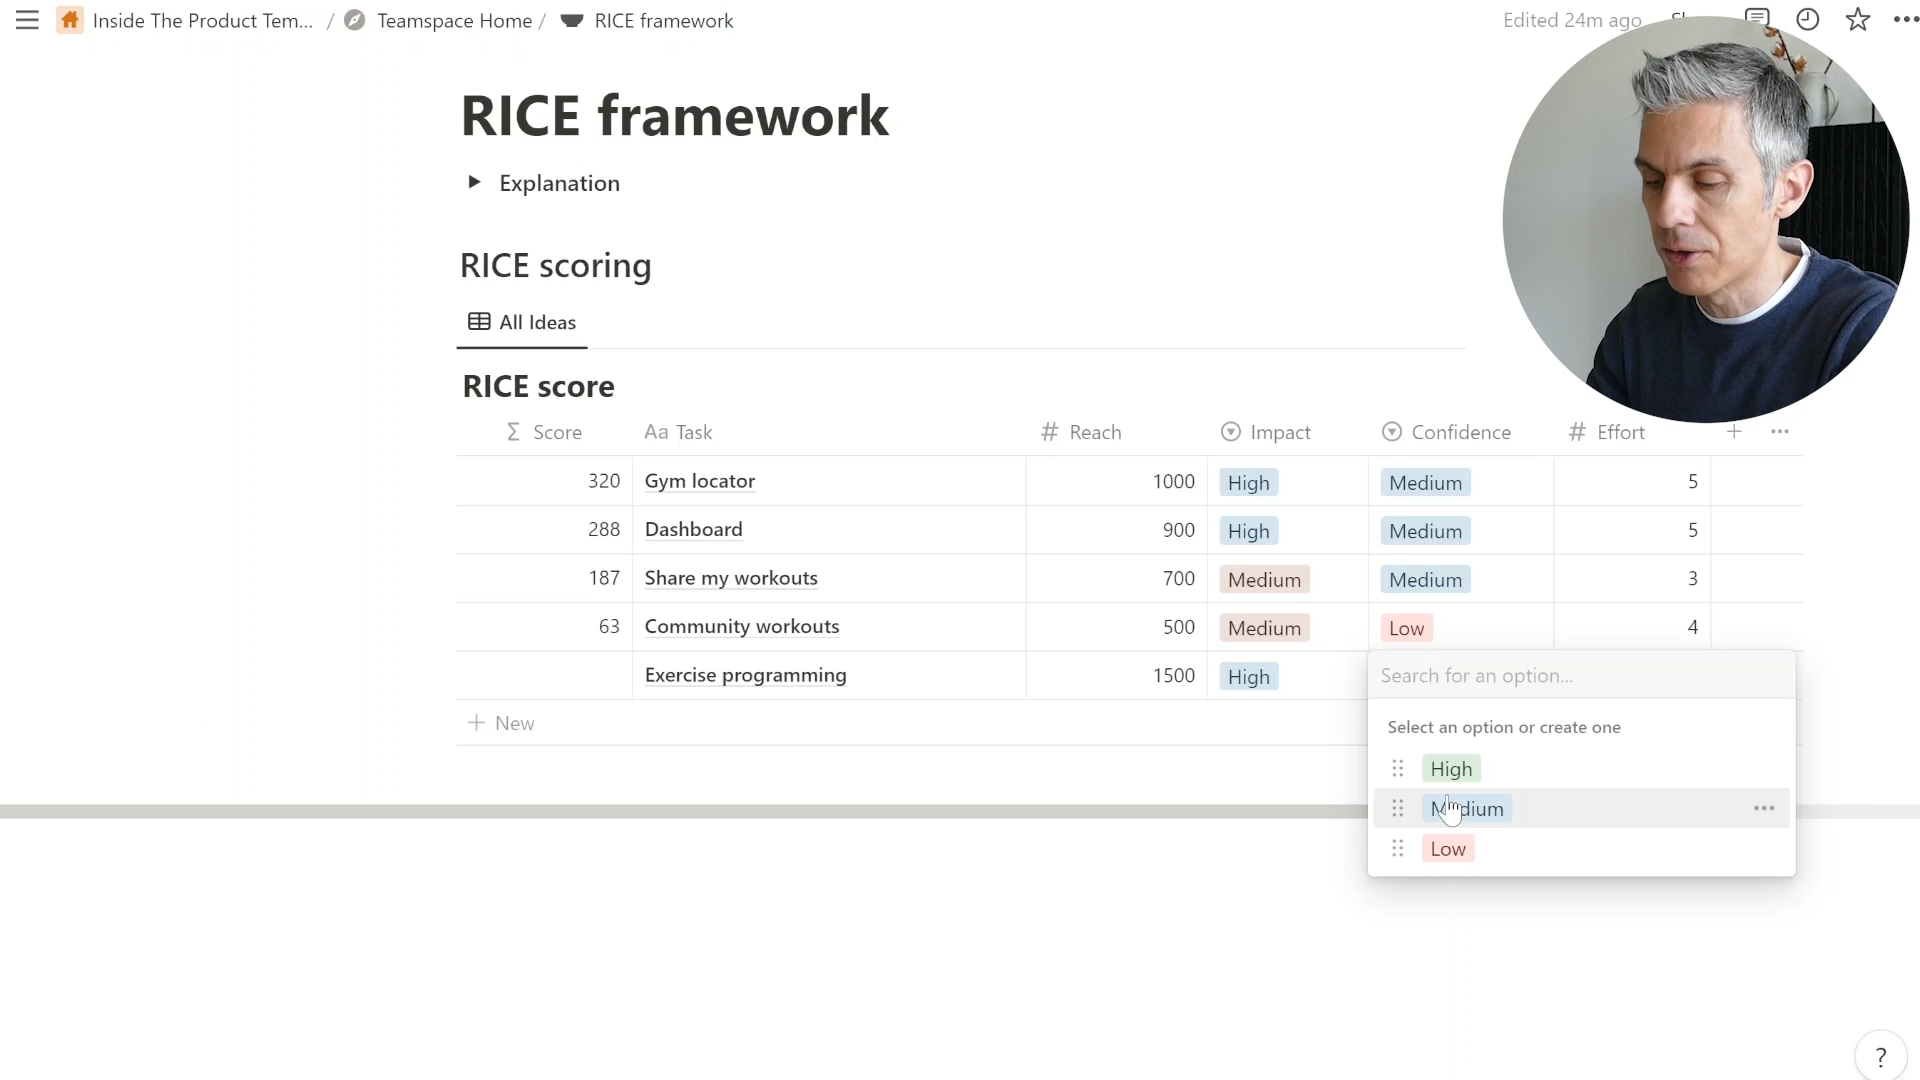 Inside The Product Tem... / Teamspace Home / RICE framework
Edited 24m ago
RICE framework
Explanation
RICE scoring
All Ideas
RICE score
Score Aa Task # Reach Impact Confidence # Effort + ...
320 Gym locator 1000 High Medium 5
288 Dashboard 900 High Medium 5
187 Share my workouts 700 Medium Medium 3
63 Community workouts 500 Medium Low 4
Exercise programming 1500 High Search for an option...
+ New
Select an option or create one
High
Medium
Low
?